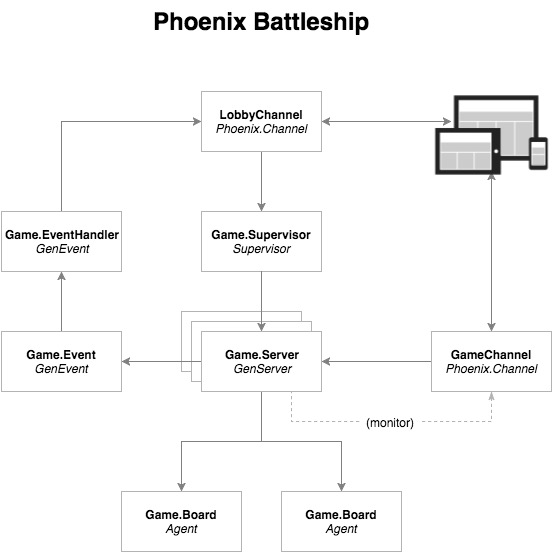 Phoenix Battleship
LobbyChannel
Phoenix.Channel
Game.EventHandler
GenEvent
Game.Supervisor
Supervisor
Game.Event
GenEvent
Game.Server
GenServer
GameChannel
Phoenix.Channel
(monitor)
Game.Board
Agent
Game.Board
Agent